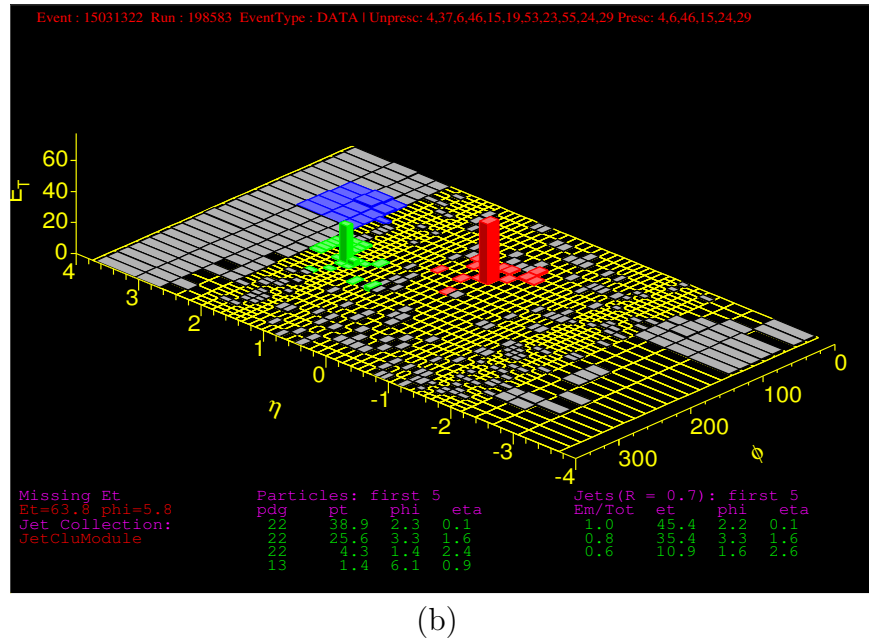 Event : 15031322 Run : 198583 EventType : DATA | Unpresc: 4,37,6,46,15,19,53,23,55,24,29 Presc: 4,6,46,15,24,29
60
40
20
0
E_T
4
3
2
1
0
-1
-2
-3
-4
η
300
200
100
0
ϕ
Missing Et
Et=63.8 phi=5.8
Jet Collection:
JetCluModule
Particles: first 5
pdg pt phi eta
22 38.9 2.3 0.1
22 25.6 3.3 1.6
22 4.3 1.4 2.4
13 1.4 6.1 0.9
Jets(R = 0.7): first 5
Em/Tot et phi eta
1.0 45.4 2.2 0.1
0.8 35.4 3.3 1.6
0.6 10.9 1.6 2.6
(b)